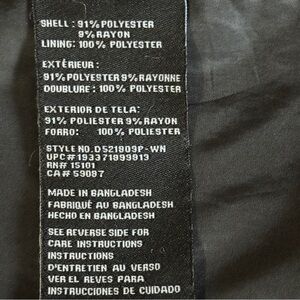 SHELL: 91% POLYESTER
9% RAYON
LINING: 100% POLYESTER
EXTÉRIEUR:
91% POLYESTER 9% RAYONNE
DOUBLURE: 100% POLYESTER
EXTERIOR DE TELA:
91% POLIESTER 9% RAYON
FORRO: 100% POLIESTER
STYLE NO. D521809P-WN
UPC# 193371899813
RN# 15101
CA# 59087
MADE IN BANGLADESH
FABRIQUÉ AU BANGLADESH
HECHO EN BANGLADESH
SEE REVERSE SIDE FOR
CARE INSTRUCTIONS
INSTRUCTIONS
D'ENTRETIEN AU VERSO
VER EL REVES PARA
INSTRUCCIONES DE CUIDADO